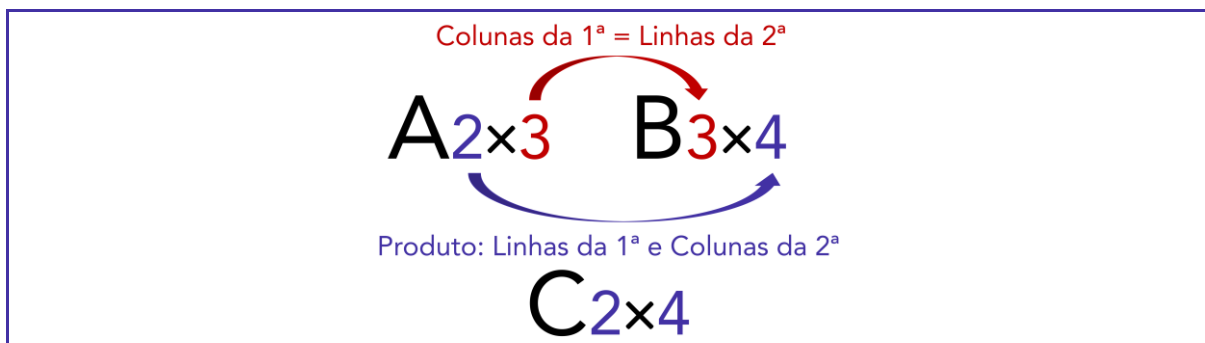 Colunas da 1ª = Linhas da 2ª
A2×3 B3×4
Produto: Linhas da 1ª e Colunas da 2ª
C2×4